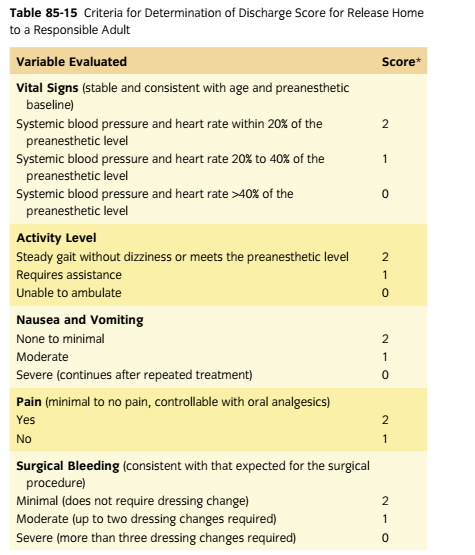 Table 85-15 Criteria for Determination of Discharge Score for Release Home
to a Responsible Adult
Variable Evaluated Score*
Vital Signs (stable and consistent with age and preanesthetic
baseline)
Systemic blood pressure and heart rate within 20% of the 2
preanesthetic level
Systemic blood pressure and heart rate 20% to 40% of the 1
preanesthetic level
Systemic blood pressure and heart rate >40% of the 0
preanesthetic level
Activity Level
Steady gait without dizziness or meets the preanesthetic level 2
Requires assistance 1
Unable to ambulate 0
Nausea and Vomiting
None to minimal 2
Moderate 1
Severe (continues after repeated treatment) 0
Pain (minimal to no pain, controllable with oral analgesics)
Yes 2
No 1
Surgical Bleeding (consistent with that expected for the surgical
procedure)
Minimal (does not require dressing change) 2
Moderate (up to two dressing changes required) 1
Severe (more than three dressing changes required) 0